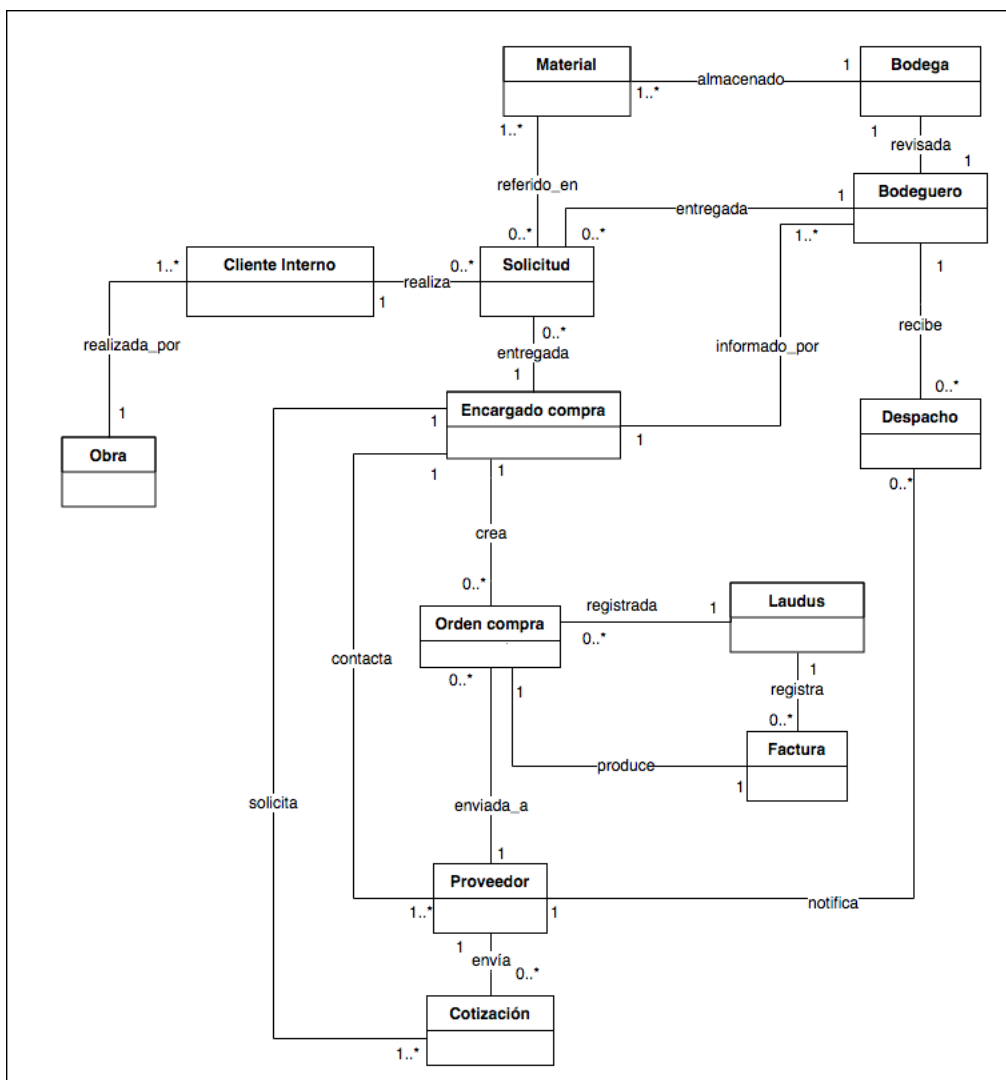 Material
Bodega
1
almacenado
1..*
1..*
1
revisada
1
referido_en
Bodeguero
1
entregada
0..*
0..*
1..*
1
Cliente Interno
1..*
0..*
Solicitud
realiza
1
0..*
recibe
realizada_por
entregada
informado_por
1
0..*
1
Encargado compra
Despacho
1
1
Obra
1
1
0..*
crea
0..*
Laudus
registrada
1
Orden compra
0..*
contacta
0..*
1
1
registra
0..*
Factura
produce
1
solicita
enviada_a
1
Proveedor
1..*
1
notifica
1
envía
0..*
Cotización
1..*